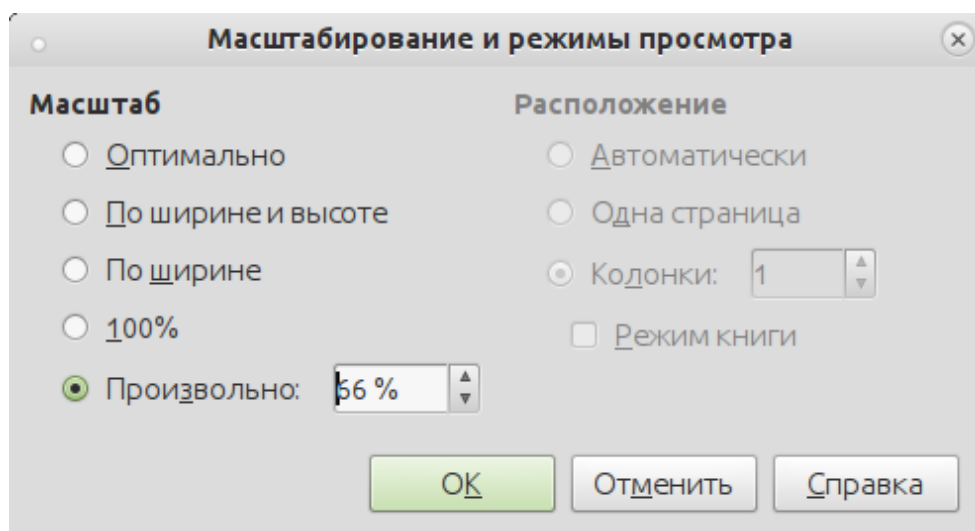 Масштабирование и режимы просмотра
Масштаб
Оптимально
По ширине и высоте
По ширине
100%
Произвольно: 66 %
Расположение
Автоматически
Одна страница
Колонки: 1
Режим книги
OK Отменить Справка